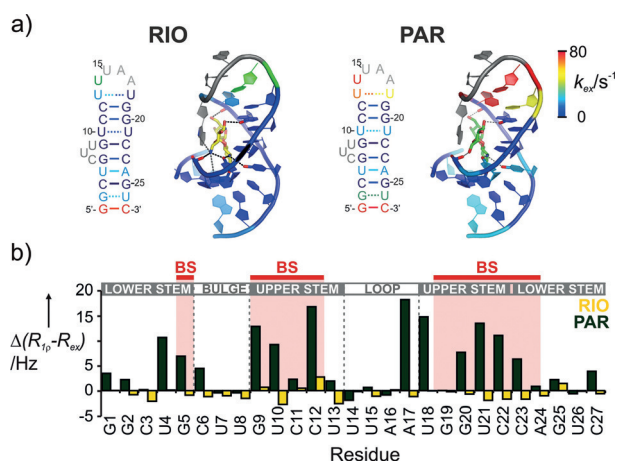 a)
RIO
PAR
15
U A
U A
U U
C G
C G -20
10- U U
G C
U
U
C
G C
U A
C G -25
G U
5'- G C -3'
15
U A
U A
U U
C G
C G -20
10- U U
G C
U
U
C
G C
U A
C G -25
G U
5'- G C -3'
80
k_ex/s⁻¹
0
b)
BS BS BS
LOWER STEM BULGE UPPER STEM LOOP UPPER STEM I LOWER STEM
RIO
PAR
Δ(R₁ρ-R_ex)
/Hz
20
15
10
5
0
-5
G1 G2 C3 U4 G5 C6 U7 U8 G9 U10 C11 C12 U13 U14 U15 A16 A17 U18 G19 G20 U21 C22 C23 A24 G25 U26 C27
Residue